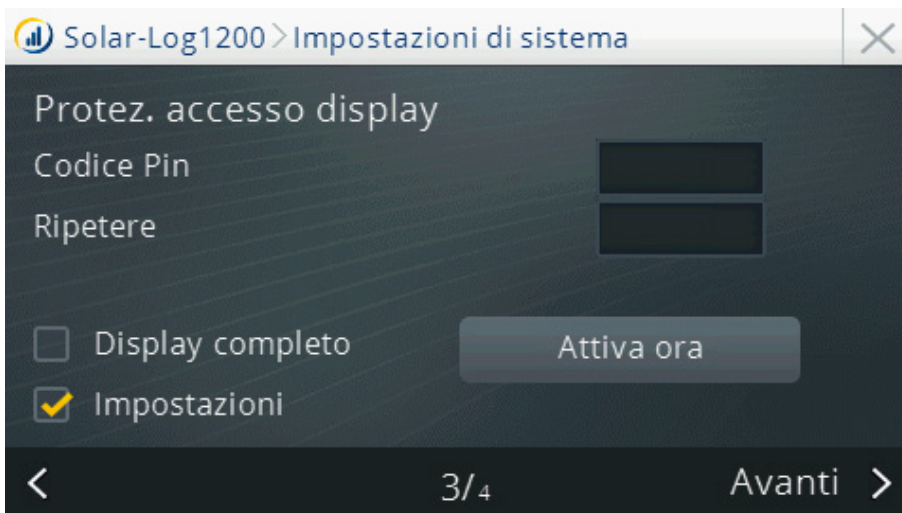 Solar-Log1200 > Impostazioni di sistema
Protez. accesso display
Codice Pin
Ripetere
Display completo
Attiva ora
Impostazioni
3/4
Avanti >